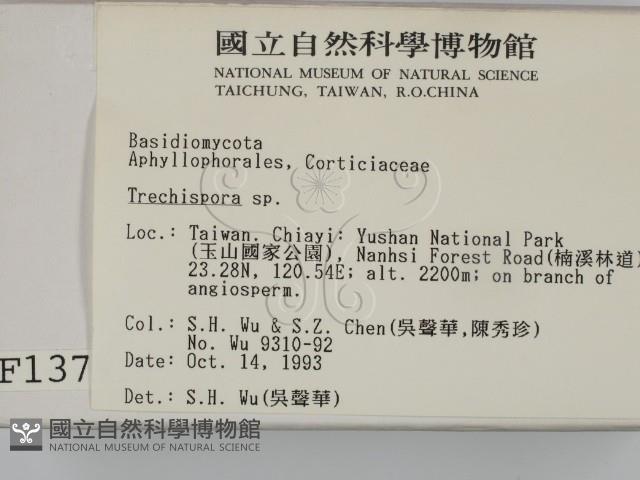 國立自然科學博物館
NATIONAL MUSEUM OF NATURAL SCIENCE
TAICHUNG, TAIWAN, R.O.CHINA
Basidiomycota
Aphyllophorales, Corticiaceae
Trechispora sp.
Loc.: Taiwan. Chiayi: Yushan National Park
(玉山國家公園), Nanhsi Forest Road(楠溪林道)
23.28N, 120.54E; alt. 2200m; on branch of
angiosperm.
Col.: S.H. Wu & S.Z. Chen(吳聲華,陳秀珍)
No. Wu 9310-92
Date: Oct. 14, 1993
Det.: S.H. Wu(吳聲華)
F137
國立自然科學博物館
NATIONAL MUSEUM OF NATURAL SCIENCE